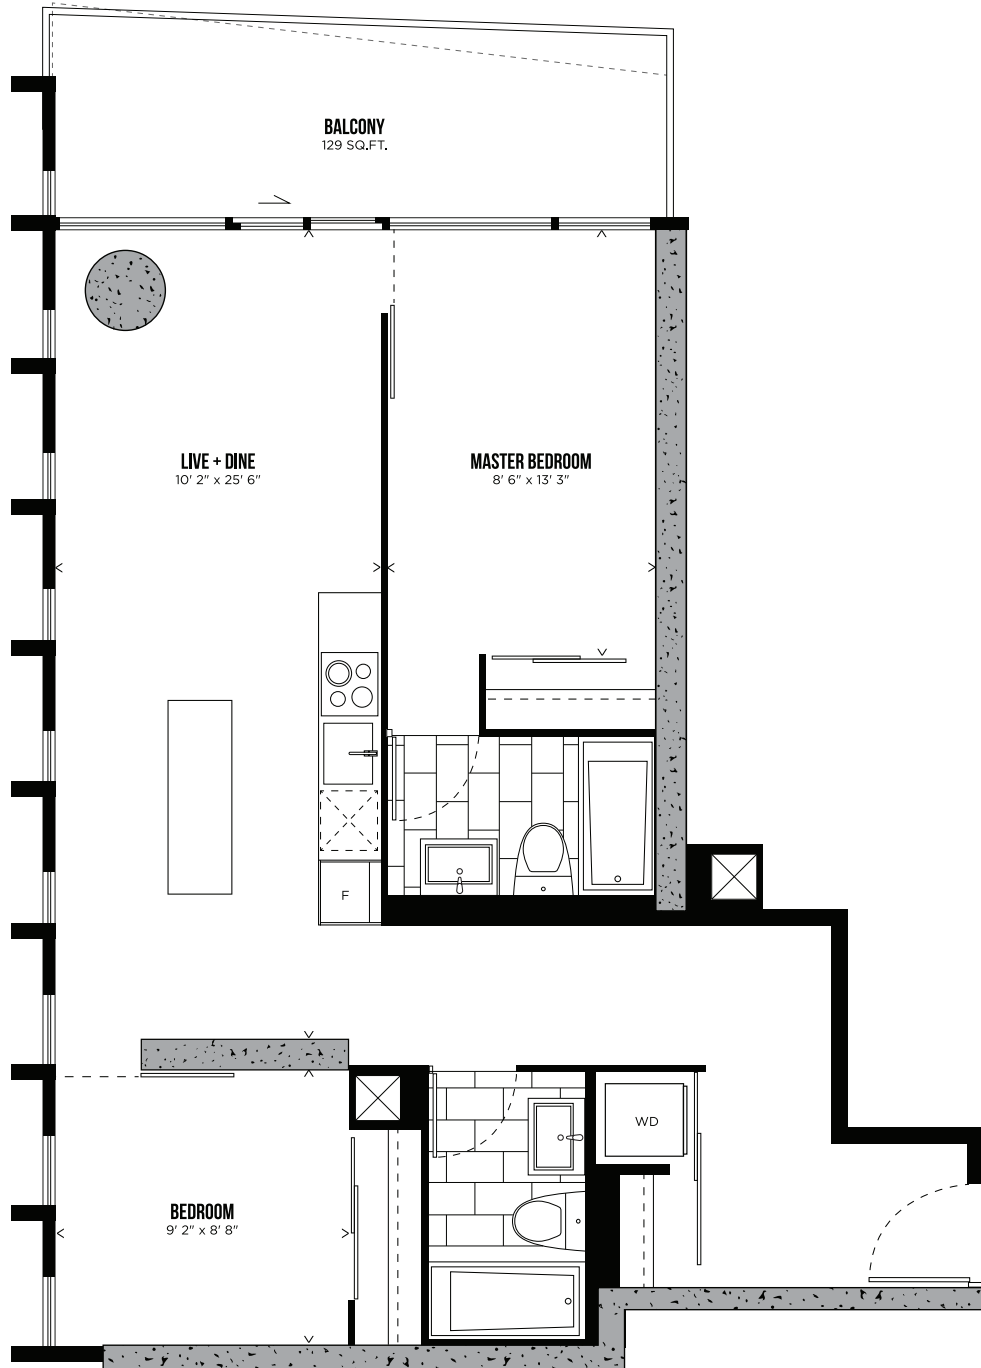 BALCONY
129 SQ.FT.
LIVE + DINE
10' 2" x 25' 6"
MASTER BEDROOM
8' 6" x 13' 3"
F
WD
BEDROOM
9' 2" x 8' 8"